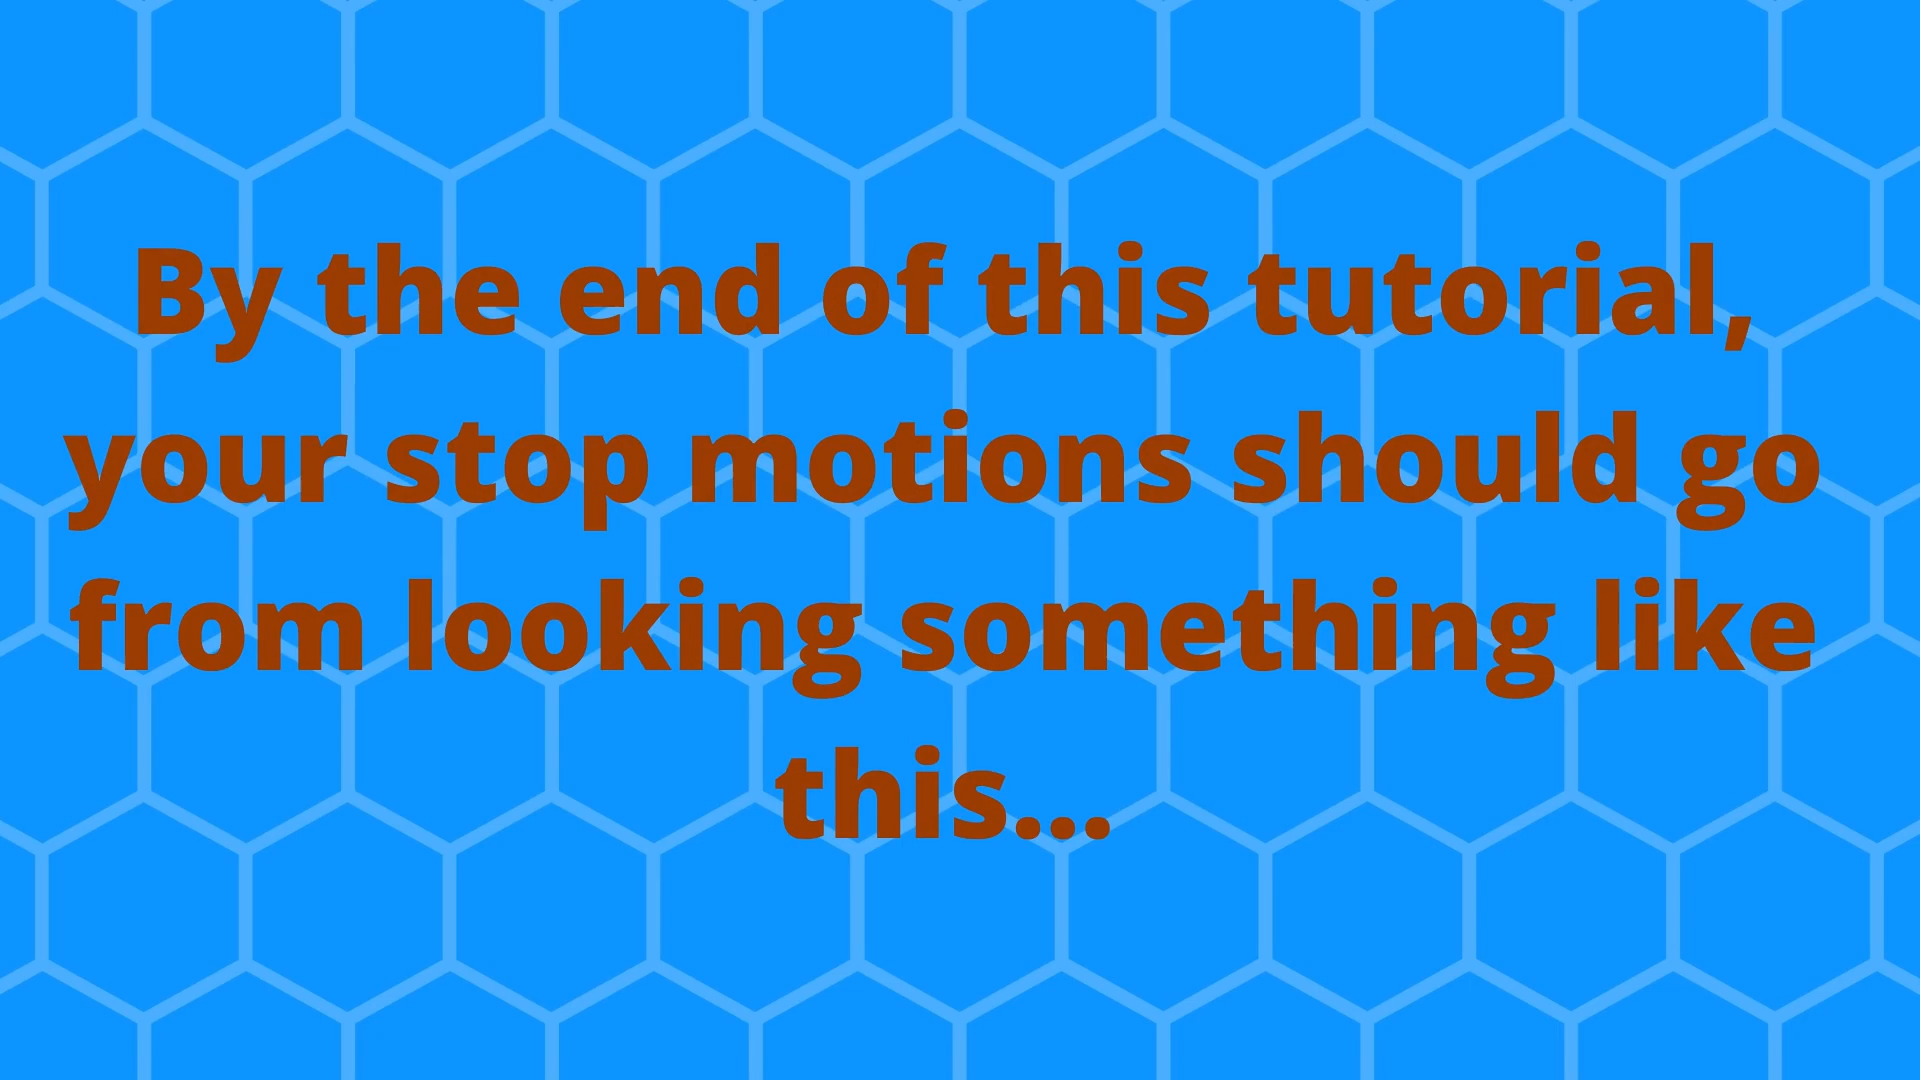 By the end of this tutorial,
your stop motions should go
from looking something like
this...